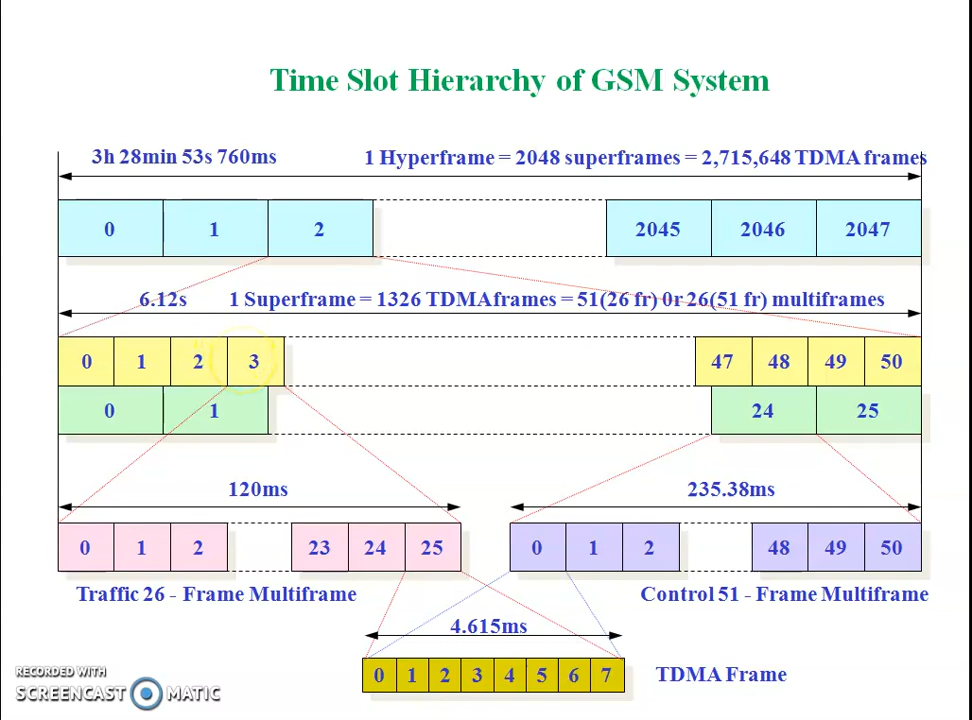 Time Slot Hierarchy of GSM System
3h 28min 53s 760ms 1 Hyperframe = 2048 superframes = 2,715,648 TDMA frames
0 1 2 2045 2046 2047
6.12s 1 Superframe = 1326 TDMAframes = 51(26 fr) 0r 26(51 fr) multiframes
0 1 2 3 47 48 49 50
0 1 24 25
120ms 235.38ms
0 1 2 23 24 25 0 1 2 48 49 50
Traffic 26 - Frame Multiframe Control 51 - Frame Multiframe
4.615ms
0 1 2 3 4 5 6 7 TDMA Frame
RECORDED WITH
SCREENCAST MATIC